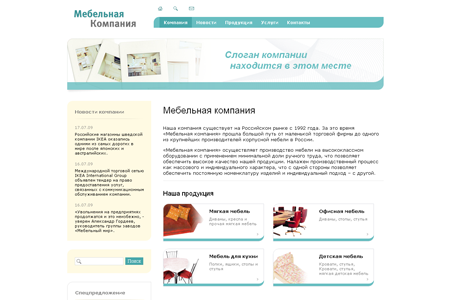 Мебельная
Компания
Компания
Новости
Продукция
Услуги
Контакты
Слоган компании
находится в этом месте
Новости компании
17.07.09
Российские магазины шведской
компании IKEA оказались
одними из самых дорогих в
мире после японских и
австралийских.
16.07.09
Международной торговой сетью
IKEA International Group
объявлен тендер на право
предоставления услуг,
связанных с коммуникационным
обслуживанием компании.
16.07.09
«Увольнения на предприятиях
продолжатся и это неизбежно, -
уверен Александр Гордеев,
руководитель группы заводов
«Мебельный мир».
Поиск
Спецпредложение
Мебельная компания
Наша компания существует на Российском рынке с 1992 года. За это время
«Мебельная компания» прошла большой путь от маленькой торговой фирмы до одного
из крупнейших производителей корпусной мебели в России.
«Мебельная компания» осуществляет производство мебели на высококлассном
оборудовании с применением минимальной доли ручного труда, что позволяет
обеспечить высокое качество нашей продукции. Налажен производственный процесс
как массового и индивидуального характера, что с одной стороны позволяет
обеспечить постоянную номенклатуру изделий и индивидуальный подход – с другой.
Наша продукция
Мягкая мебель
Диваны, кресла и
прочая мягкая мебель
Офисная мебель
Диваны, столы, стулья
Мебель для кухни
Полки, ящики, столы и
стулья
Детская мебель
Кровати, стулья,
Кровати, стулья,
мягкая детская мебель